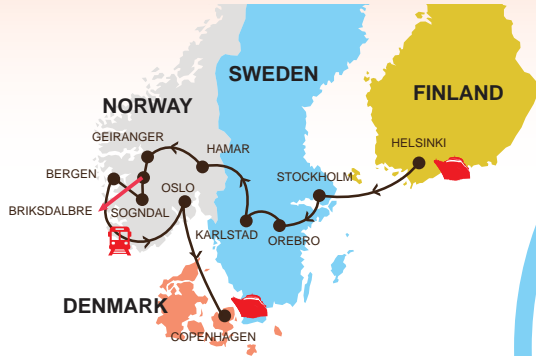 SWEDEN
FINLAND
NORWAY
GEIRANGER
HAMAR
HELSINKI
BERGEN
STOCKHOLM
OSLO
BRIKSDALBRE
SOGNDAL
KARLSTAD
OREBRO
DENMARK
COPENHAGEN